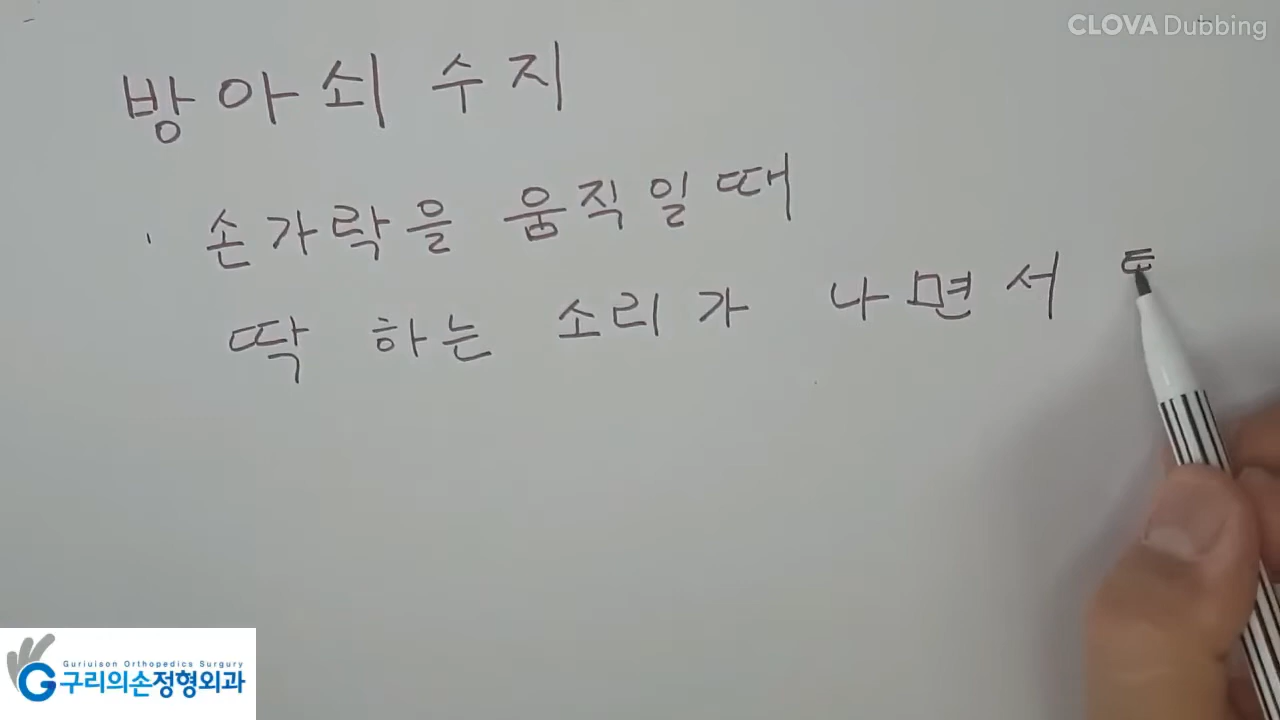 CLOVA Dubbing
방아쇠 수지
· 손가락을 움직일때
딱 하는 소리가 나면서
Guriuison Orthopedics Surgery
구리의손정형외과